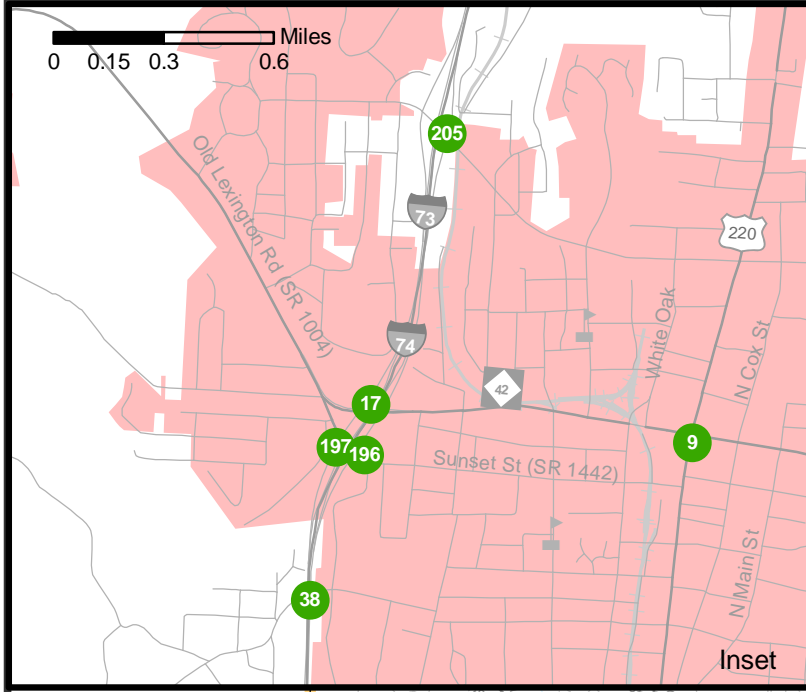 Miles
0 0.15 0.3 0.6
205
73
220
Old Lexington Rd (SR 1004)
White Oak
N Cox St
74
42
17
9
197
196
Sunset St (SR 1442)
N Main St
38
Inset